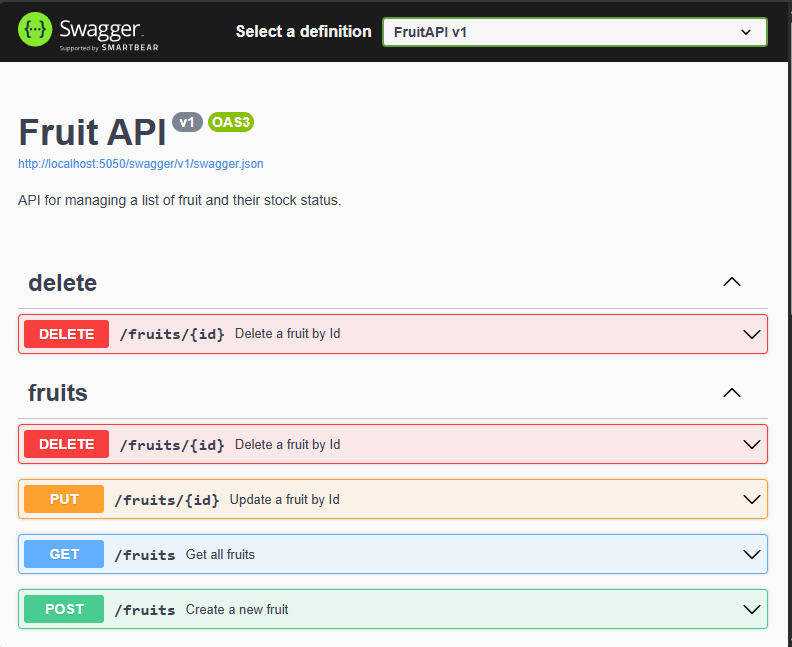 Swagger
Supported by SMARTBEAR
Select a definition
FruitAPI v1
Fruit API v1 OAS3
http://localhost:5050/swagger/v1/swagger.json
API for managing a list of fruit and their stock status.
delete
DELETE /fruits/{id} Delete a fruit by Id
fruits
DELETE /fruits/{id} Delete a fruit by Id
PUT /fruits/{id} Update a fruit by Id
GET /fruits Get all fruits
POST /fruits Create a new fruit